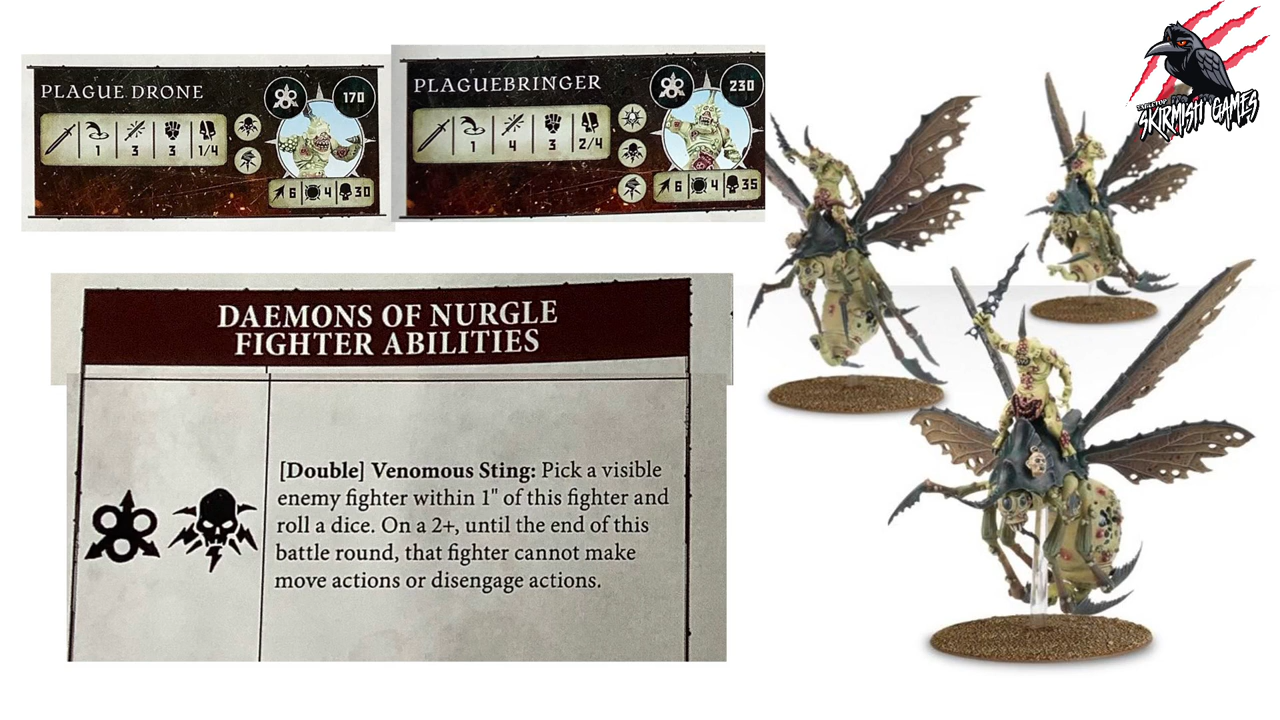 PLAGUE DRONE
170
1 3 3 1/4
6 4 30
PLAGUEBRINGER
230
1 4 3 2/4
6 4 35
TABLETOP
SKIRMISH GAMES
DAEMONS OF NURGLE
FIGHTER ABILITIES
[Double] Venomous Sting: Pick a visible
enemy fighter within 1" of this fighter and
roll a dice. On a 2+, until the end of this
battle round, that fighter cannot make
move actions or disengage actions.